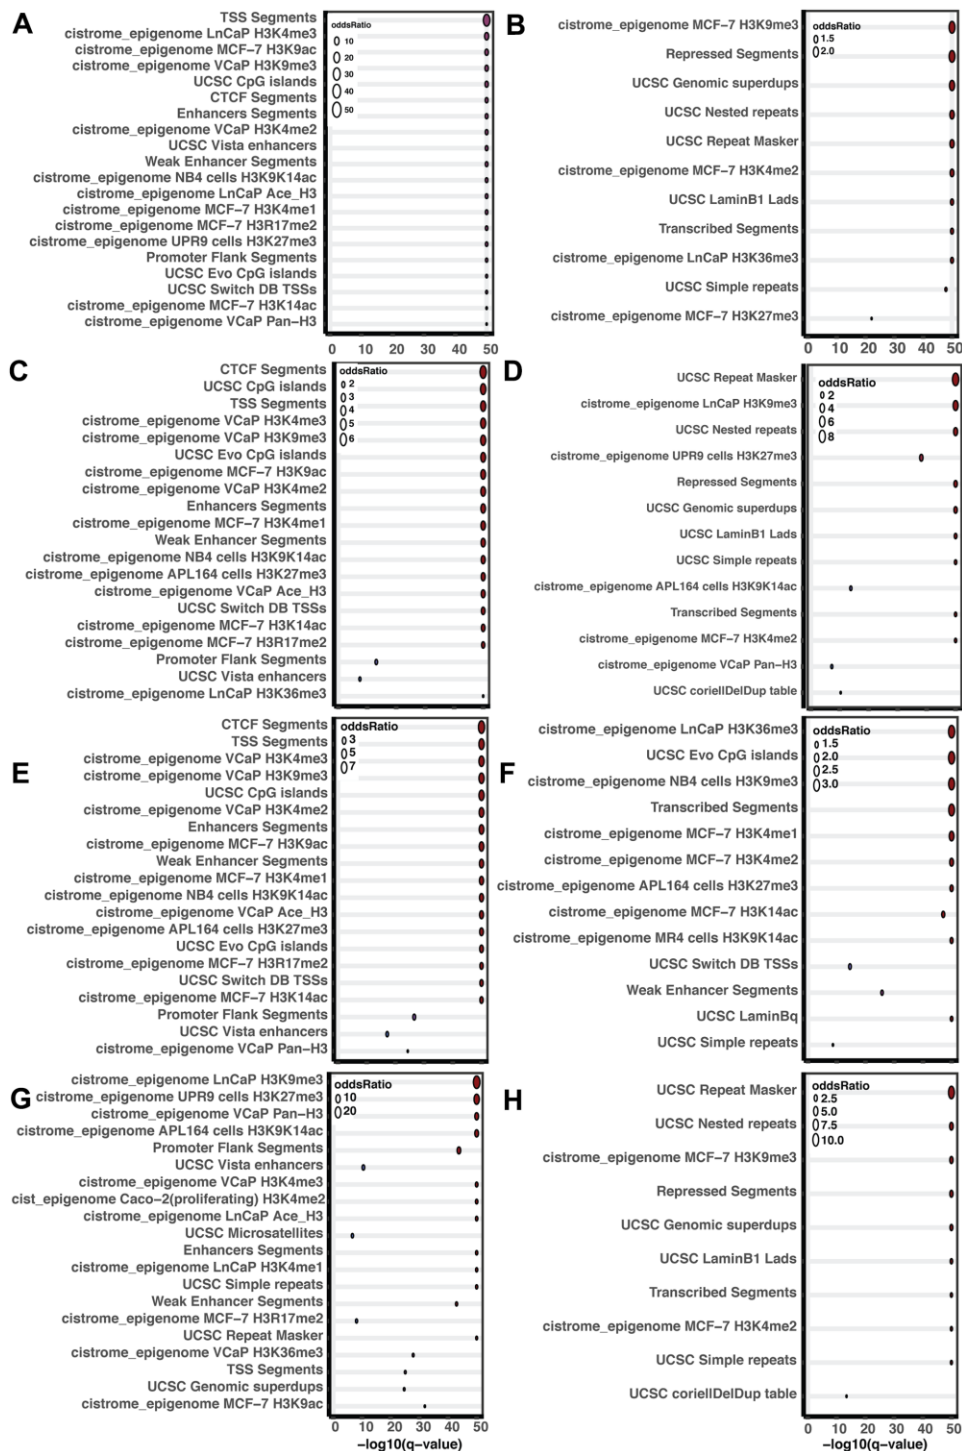 A
TSS Segments
cistrome_epigenome LnCaP H3K4me3
cistrome_epigenome MCF-7 H3K9ac
cistrome_epigenome VCaP H3K9me3
UCSC CpG islands
CTCF Segments
Enhancers Segments
cistrome_epigenome VCaP H3K4me2
UCSC Vista enhancers
Weak Enhancer Segments
cistrome_epigenome NB4 cells H3K9K14ac
cistrome_epigenome LnCaP Ace_H3
cistrome_epigenome MCF-7 H3K4me1
cistrome_epigenome MCF-7 H3R17me2
cistrome_epigenome UPR9 cells H3K27me3
Promoter Flank Segments
UCSC Evo CpG islands
UCSC Switch DB TSSs
cistrome_epigenome MCF-7 H3K14ac
cistrome_epigenome VCaP Pan-H3
oddsRatio
10
20
30
40
50
0 10 20 30 40 50
B
cistrome_epigenome MCF-7 H3K9me3
Repressed Segments
UCSC Genomic superdups
UCSC Nested repeats
UCSC Repeat Masker
cistrome_epigenome MCF-7 H3K4me2
UCSC LaminB1 Lads
Transcribed Segments
cistrome_epigenome LnCaP H3K36me3
UCSC Simple repeats
cistrome_epigenome MCF-7 H3K27me3
oddsRatio
1.5
2.0
0 10 20 30 40 50
C
CTCF Segments
UCSC CpG islands
TSS Segments
cistrome_epigenome VCaP H3K4me3
cistrome_epigenome VCaP H3K9me3
UCSC Evo CpG islands
cistrome_epigenome MCF-7 H3K9ac
cistrome_epigenome VCaP H3K4me2
Enhancers Segments
cistrome_epigenome MCF-7 H3K4me1
Weak Enhancer Segments
cistrome_epigenome NB4 cells H3K9K14ac
cistrome_epigenome APL164 cells H3K27me3
cistrome_epigenome VCaP Ace_H3
UCSC Switch DB TSSs
cistrome_epigenome MCF-7 H3K14ac
cistrome_epigenome MCF-7 H3R17me2
Promoter Flank Segments
UCSC Vista enhancers
cistrome_epigenome LnCaP H3K36me3
oddsRatio
2
3
4
5
6
D
UCSC Repeat Masker
cistrome_epigenome LnCaP H3K9me3
UCSC Nested repeats
cistrome_epigenome UPR9 cells H3K27me3
Repressed Segments
UCSC Genomic superdups
UCSC LaminB1 Lads
UCSC Simple repeats
cistrome_epigenome APL164 cells H3K9K14ac
Transcribed Segments
cistrome_epigenome MCF-7 H3K4me2
cistrome_epigenome VCaP Pan-H3
UCSC coriellDelDup table
oddsRatio
2
4
6
8
E
CTCF Segments
TSS Segments
cistrome_epigenome VCaP H3K4me3
cistrome_epigenome VCaP H3K9me3
UCSC CpG islands
cistrome_epigenome VCaP H3K4me2
Enhancers Segments
cistrome_epigenome MCF-7 H3K9ac
Weak Enhancer Segments
cistrome_epigenome MCF-7 H3K4me1
cistrome_epigenome NB4 cells H3K9K14ac
cistrome_epigenome VCaP Ace_H3
cistrome_epigenome APL164 cells H3K27me3
UCSC Evo CpG islands
cistrome_epigenome MCF-7 H3R17me2
UCSC Switch DB TSSs
cistrome_epigenome MCF-7 H3K14ac
Promoter Flank Segments
UCSC Vista enhancers
cistrome_epigenome VCaP Pan-H3
oddsRatio
3
5
7
F
cistrome_epigenome LnCaP H3K36me3
UCSC Evo CpG islands
cistrome_epigenome NB4 cells H3K9me3
Transcribed Segments
cistrome_epigenome MCF-7 H3K4me1
cistrome_epigenome MCF-7 H3K4me2
cistrome_epigenome APL164 cells H3K27me3
cistrome_epigenome MCF-7 H3K14ac
cistrome_epigenome MR4 cells H3K9K14ac
UCSC Switch DB TSSs
Weak Enhancer Segments
UCSC LaminBq
UCSC Simple repeats
oddsRatio
1.5
2.0
2.5
3.0
G
cistrome_epigenome LnCaP H3K9me3
cistrome_epigenome UPR9 cells H3K27me3
cistrome_epigenome VCaP Pan-H3
cistrome_epigenome APL164 cells H3K9K14ac
Promoter Flank Segments
UCSC Vista enhancers
cistrome_epigenome VCaP H3K4me3
cist_epigenome Caco-2(proliferating) H3K4me2
cistrome_epigenome LnCaP Ace_H3
UCSC Microsatellites
Enhancers Segments
cistrome_epigenome LnCaP H3K4me1
UCSC Simple repeats
Weak Enhancer Segments
cistrome_epigenome MCF-7 H3R17me2
UCSC Repeat Masker
cistrome_epigenome VCaP H3K36me3
TSS Segments
UCSC Genomic superdups
cistrome_epigenome MCF-7 H3K9ac
oddsRatio
10
20
0 10 20 30 40 50
-log10(q-value)
H
UCSC Repeat Masker
UCSC Nested repeats
cistrome_epigenome MCF-7 H3K9me3
Repressed Segments
UCSC Genomic superdups
UCSC LaminB1 Lads
Transcribed Segments
cistrome_epigenome MCF-7 H3K4me2
UCSC Simple repeats
UCSC coriellDelDup table
oddsRatio
2.5
5.0
7.5
10.0
0 10 20 30 40 50
-log10(q-value)